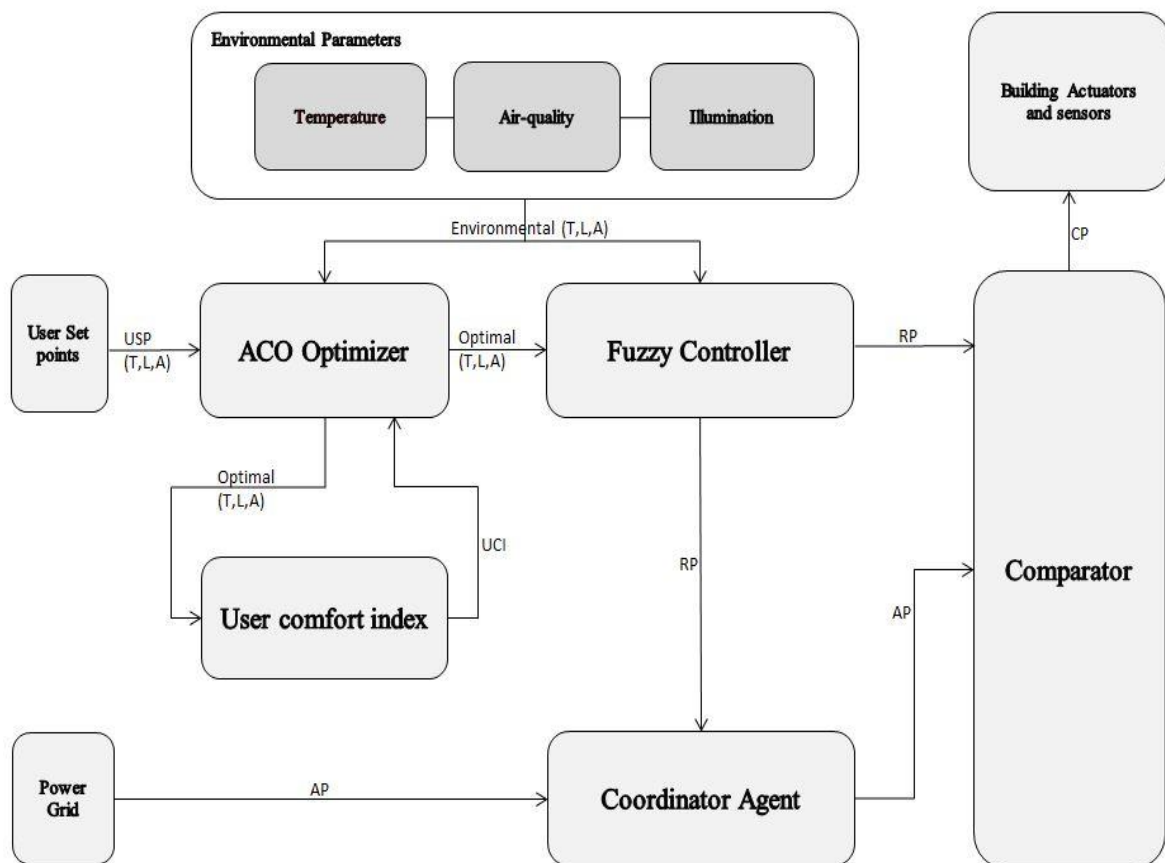 Environmental Parameters
Temperature
Air-quality
Illumination
Building Actuators
and sensors
Environmental (T,L,A)
CP
User Set
points
USP
(T,L,A)
ACO Optimizer
Optimal
(T,L,A)
Fuzzy Controller
RP
Optimal
(T,L,A)
UCI
User comfort index
RP
AP
Comparator
Power
Grid
AP
Coordinator Agent